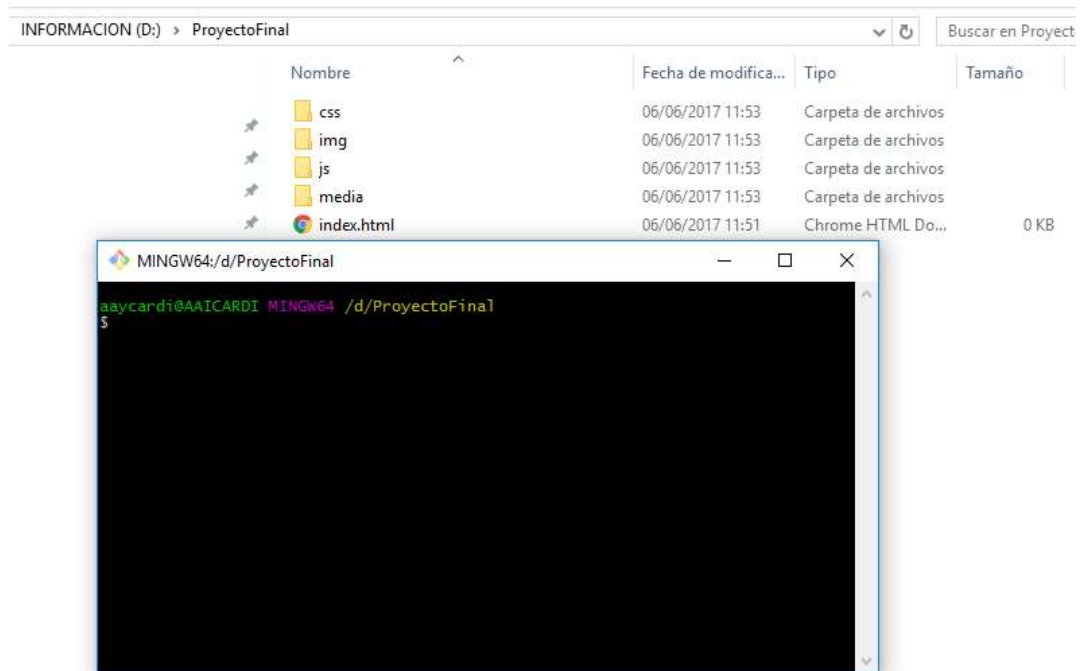 INFORMACION (D:) > ProyectoFinal Buscar en Proyect
Nombre Fecha de modifica... Tipo Tamaño
css 06/06/2017 11:53 Carpeta de archivos
img 06/06/2017 11:53 Carpeta de archivos
js 06/06/2017 11:53 Carpeta de archivos
media 06/06/2017 11:53 Carpeta de archivos
index.html 06/06/2017 11:51 Chrome HTML Do... 0 KB
MINGW64:/d/ProyectoFinal
aaycardi@AAICARDI MINGW64 /d/ProyectoFinal
$